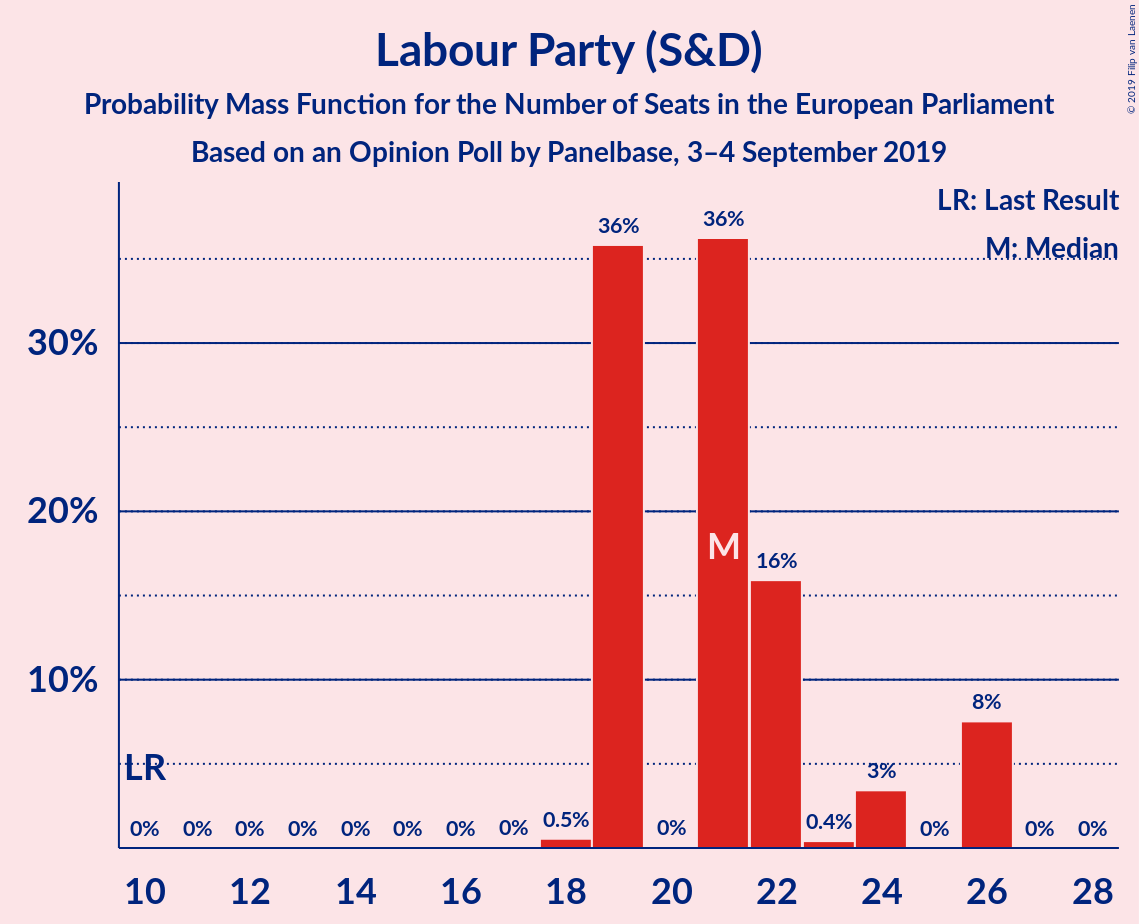 Labour Party (S&D)
Probability Mass Function for the Number of Seats in the European Parliament
Based on an Opinion Poll by Panelbase, 3–4 September 2019
© 2019 Filip van Laenen
LR: Last Result
M: Median
30%
20%
10%
LR
M
0%
0%
0%
0%
0%
0%
0%
0%
0.5%
36%
0%
36%
16%
0.4%
3%
0%
8%
0%
0%
10 12 14 16 18 20 22 24 26 28